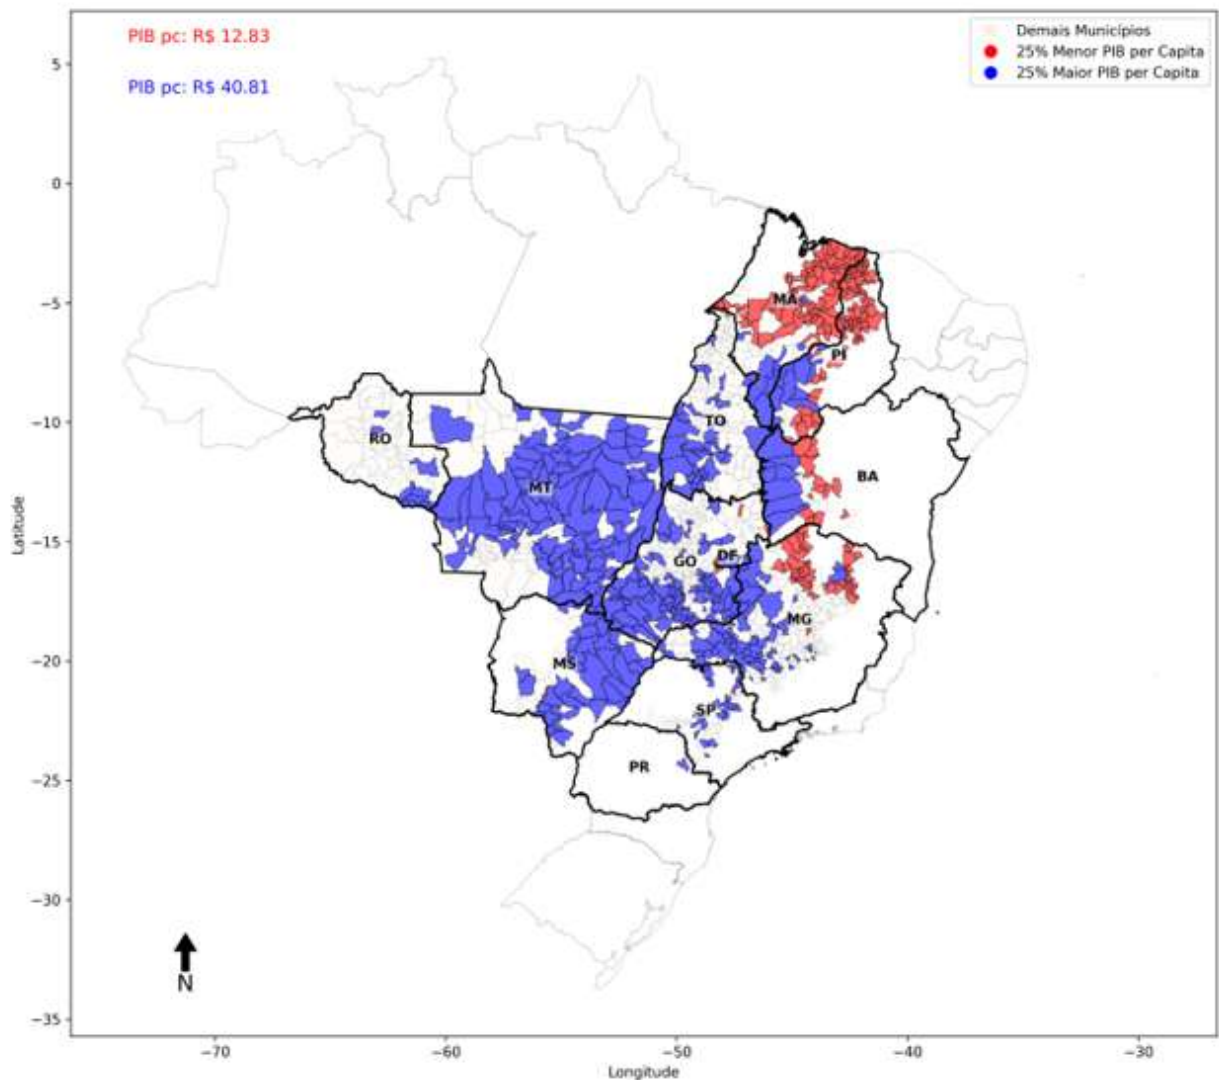 PIB pc: R$ 12.83
PIB pc: R$ 40.81
Demais Municípios
25% Menor PIB per Capita
25% Maior PIB per Capita
5
0
−5
−10
−15
−20
−25
−30
−35
Latitude
MA
PI
TO
RO
BA
MT
DF
GO
MG
MS
SP
PR
N
−70
−60
−50
−40
−30
Longitude